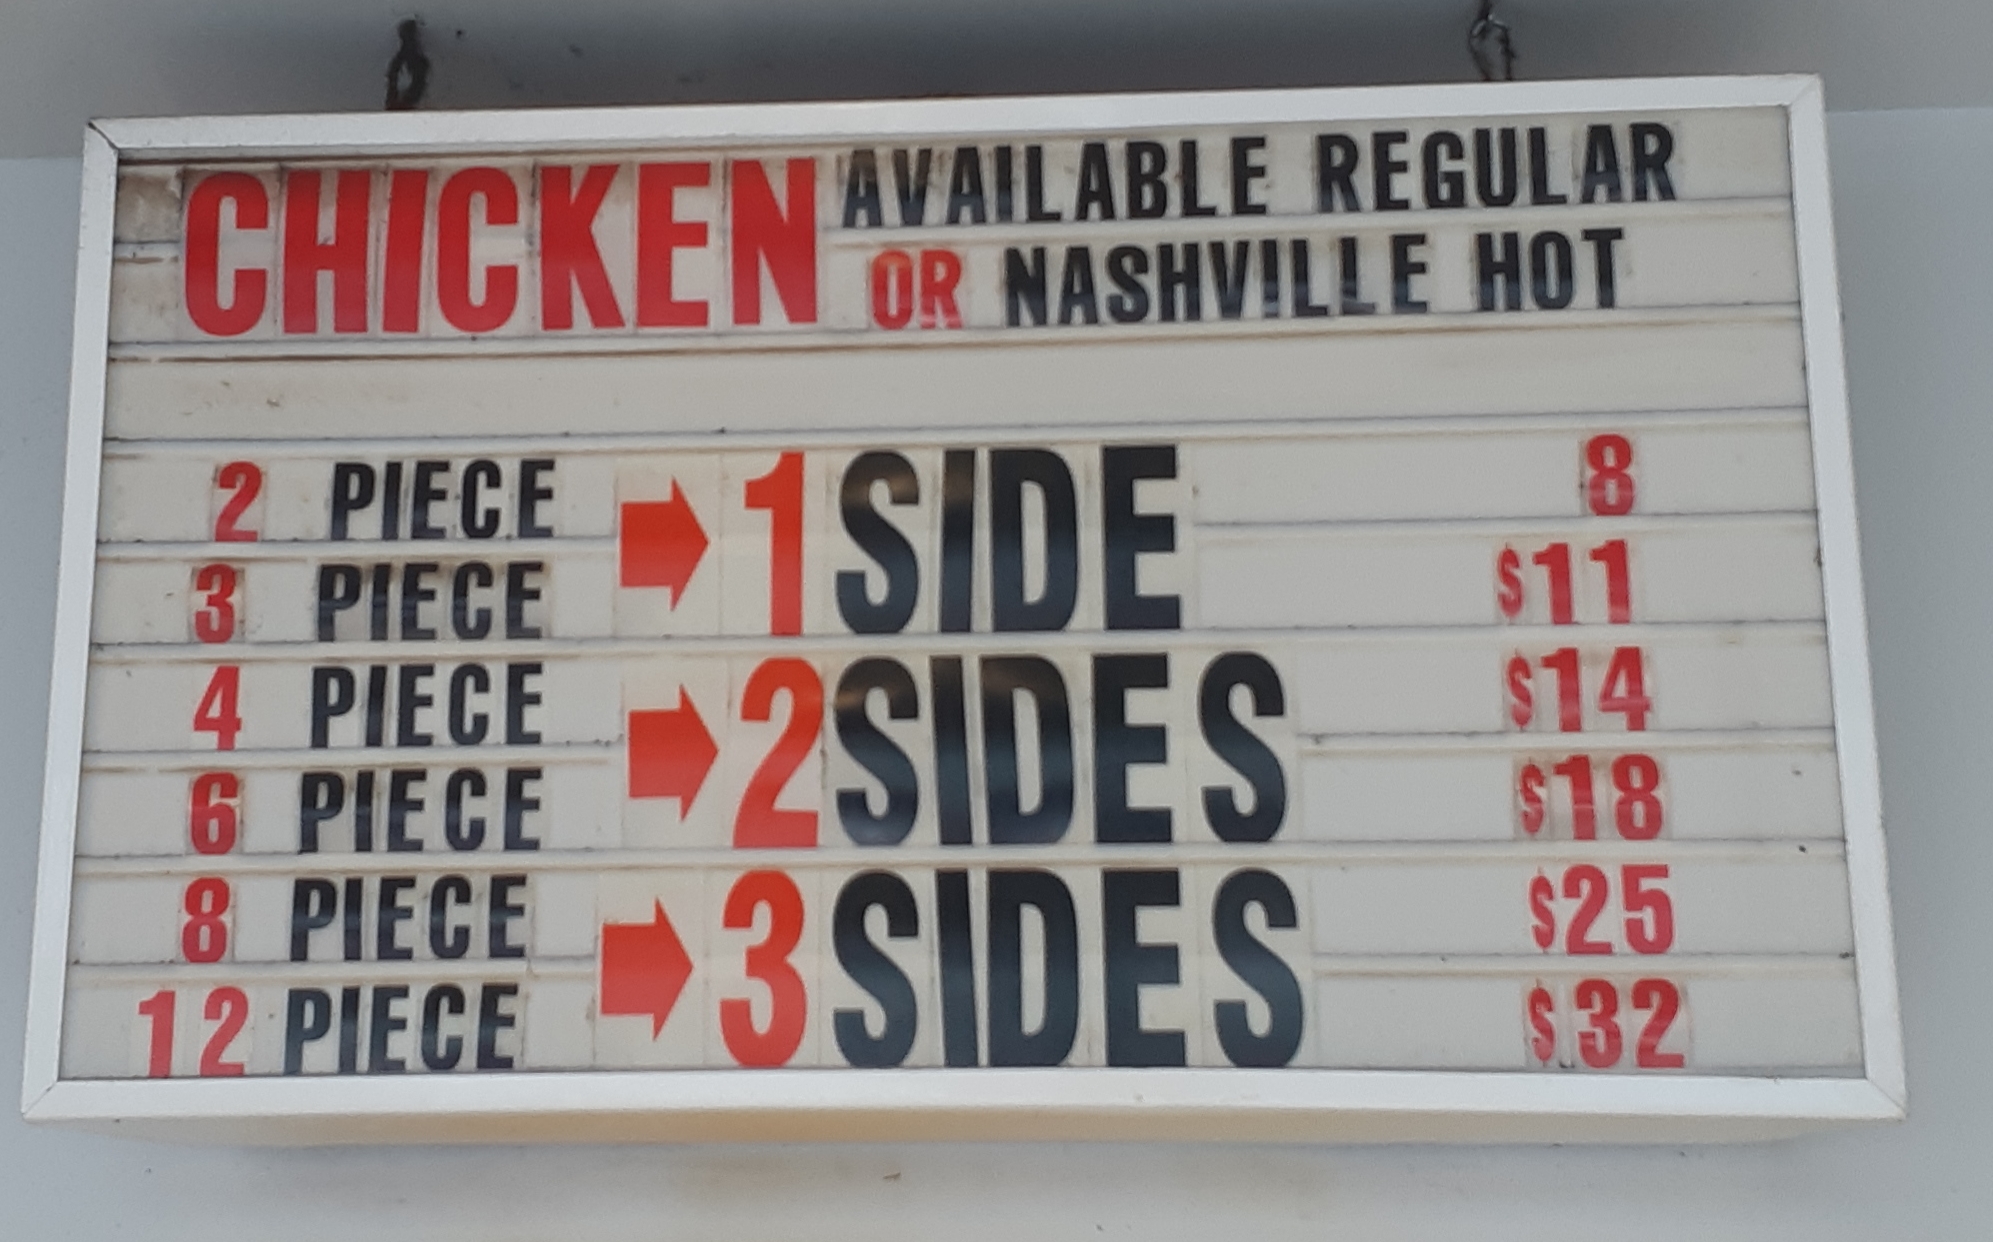 CHICKEN AVAILABLE REGULAR
OR NASHVILLE HOT
2 PIECE 1 SIDE 8
3 PIECE $11
4 PIECE 2 SIDES $14
6 PIECE $18
8 PIECE 3 SIDES $25
12 PIECE $32